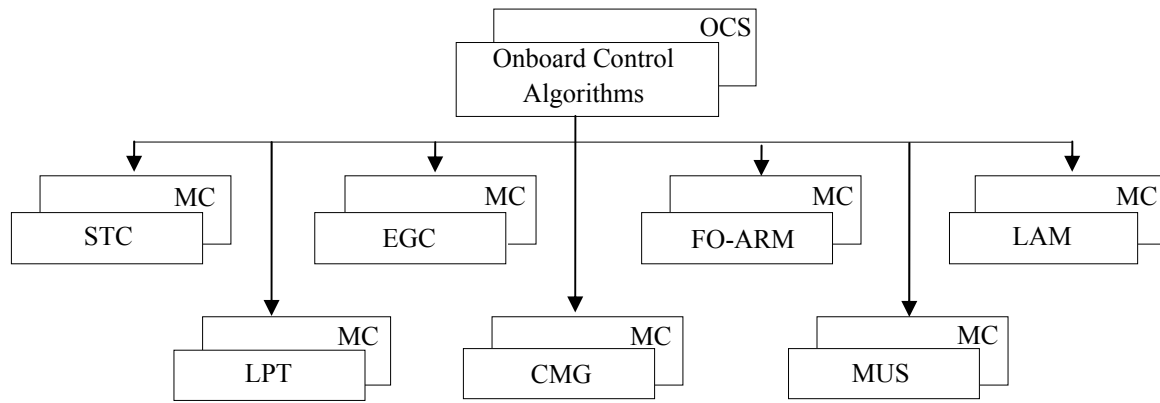 OCS
Onboard Control
Algorithms
MC
STC
MC
EGC
MC
FO-ARM
MC
LAM
MC
LPT
MC
CMG
MC
MUS